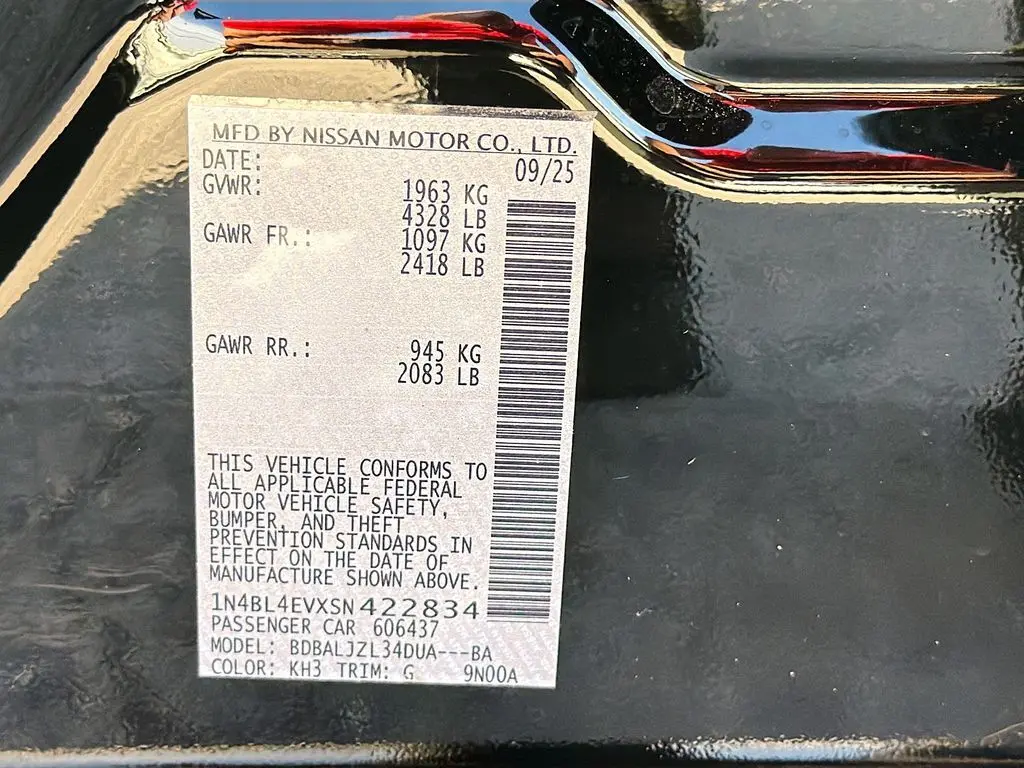 MFD BY NISSAN MOTOR CO., LTD.
DATE: 09/25
GVWR: 1963 KG
4328 LB
GAWR FR.: 1097 KG
2418 LB
GAWR RR.: 945 KG
2083 LB
THIS VEHICLE CONFORMS TO
ALL APPLICABLE FEDERAL
MOTOR VEHICLE SAFETY,
BUMPER, AND THEFT
PREVENTION STANDARDS IN
EFFECT ON THE DATE OF
MANUFACTURE SHOWN ABOVE.
1N4BL4EVXSN422834
PASSENGER CAR 606437
MODEL: BDBALJZL34DUA---BA
COLOR: KH3 TRIM: G 9N00A